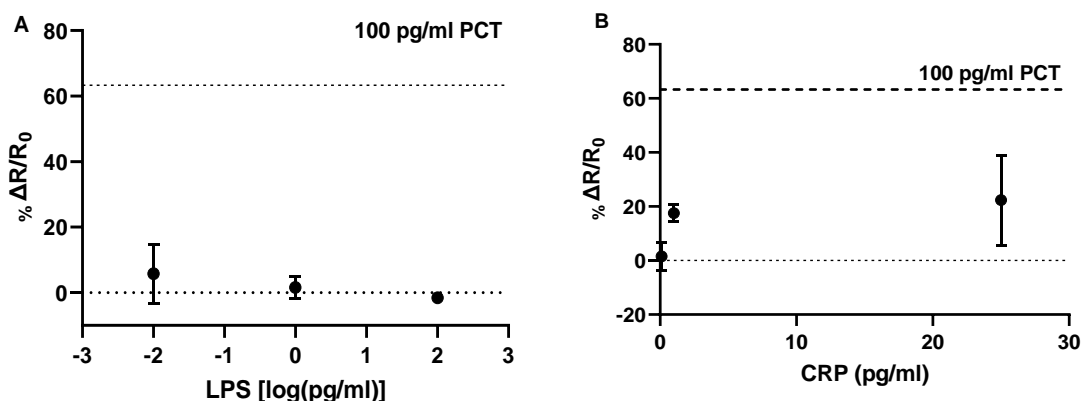 A
100 pg/ml PCT
80
60
40
20
0
% ΔR/R0
-3 -2 -1 0 1 2 3
LPS [log(pg/ml)]
B
100 pg/ml PCT
80
60
40
20
0
-20
% ΔR/R0
0 10 20 30
CRP (pg/ml)